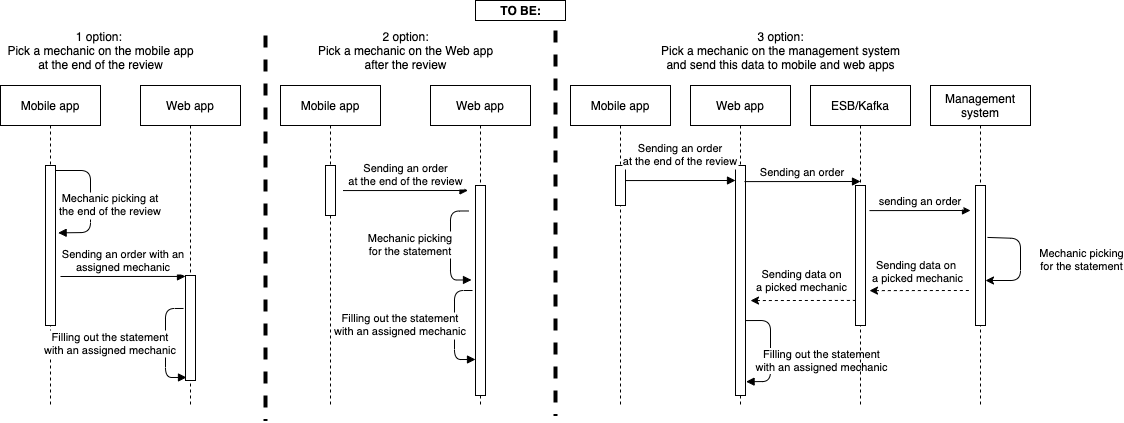 TO BE:
1 option:
Pick a mechanic on the mobile app
at the end of the review
Mobile app
Web app
Mechanic picking at
the end of the review
Sending an order with an
assigned mechanic
Filling out the statement
with an assigned mechanic
2 option:
Pick a mechanic on the Web app
after the review
Mobile app
Web app
Sending an order
at the end of the review
Mechanic picking
for the statement
Filling out the statement
with an assigned mechanic
3 option:
Pick a mechanic on the management system
and send this data to mobile and web apps
Mobile app
Web app
ESB/Kafka
Management
system
Sending an order
at the end of the review
Sending an order
sending an order
Mechanic picking
for the statement
Sending data on
a picked mechanic
Sending data on
a picked mechanic
Filling out the statement
with an assigned mechanic